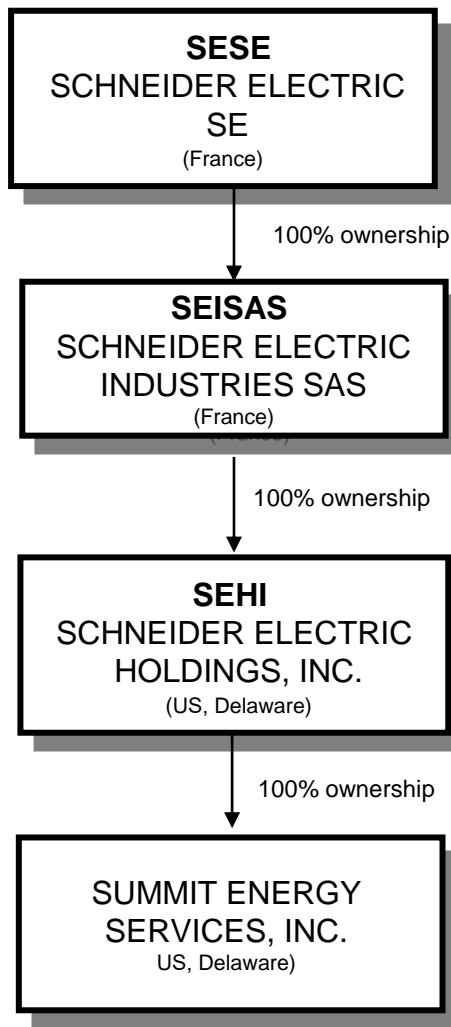 SESE
SCHNEIDER ELECTRIC
SE
(France)
100% ownership
SEISAS
SCHNEIDER ELECTRIC
INDUSTRIES SAS
(France)
(France)
100% ownership
SEHI
SCHNEIDER ELECTRIC
HOLDINGS, INC.
(US, Delaware)
100% ownership
SUMMIT ENERGY
SERVICES, INC.
US, Delaware)